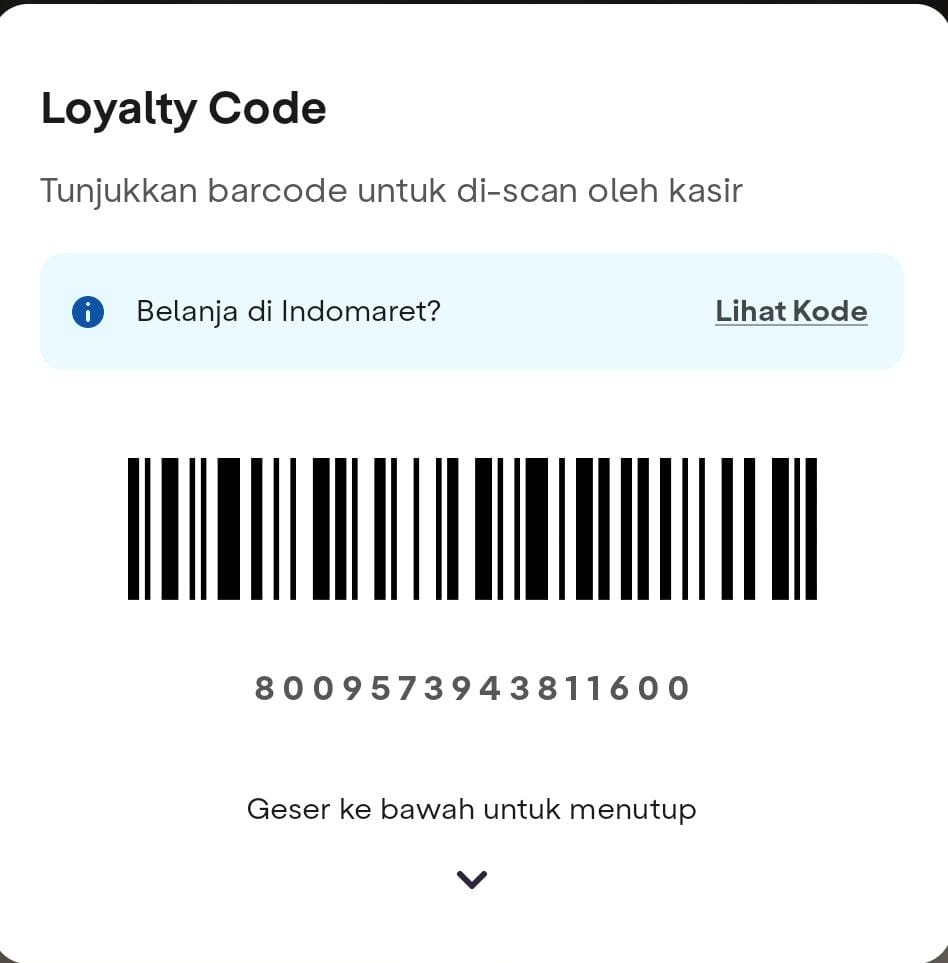 Loyalty Code
Tunjukkan barcode untuk di-scan oleh kasir
Belanja di Indomaret? Lihat Kode
8009573943811600
Geser ke bawah untuk menutup